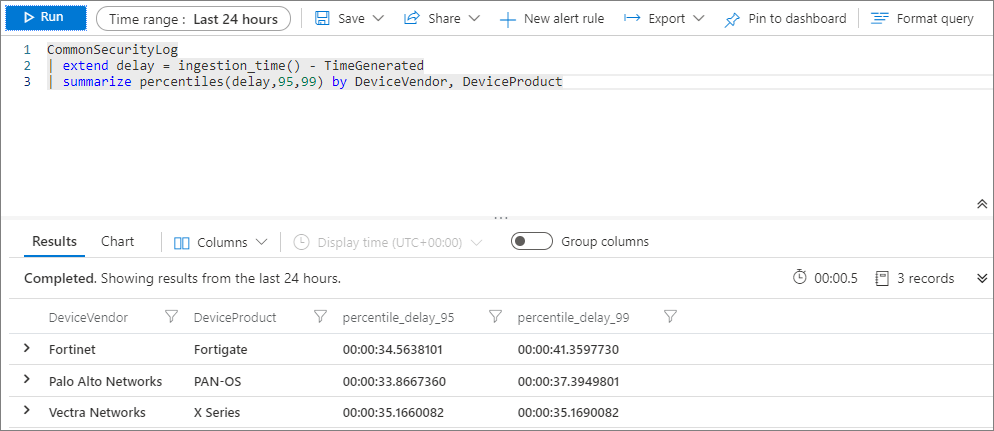 Run Time range : Last 24 hours Save Share New alert rule Export Pin to dashboard Format query
1 CommonSecurityLog
2 | extend delay = ingestion_time() - TimeGenerated
3 | summarize percentiles(delay,95,99) by DeviceVendor, DeviceProduct
Results Chart Columns Display time (UTC+00:00) Group columns
Completed. Showing results from the last 24 hours. 00:00.5 3 records
DeviceVendor DeviceProduct percentile_delay_95 percentile_delay_99
Fortinet Fortigate 00:00:34.5638101 00:00:41.3597730
Palo Alto Networks PAN-OS 00:00:33.8667360 00:00:37.3949801
Vectra Networks X Series 00:00:35.1660082 00:00:35.1690082